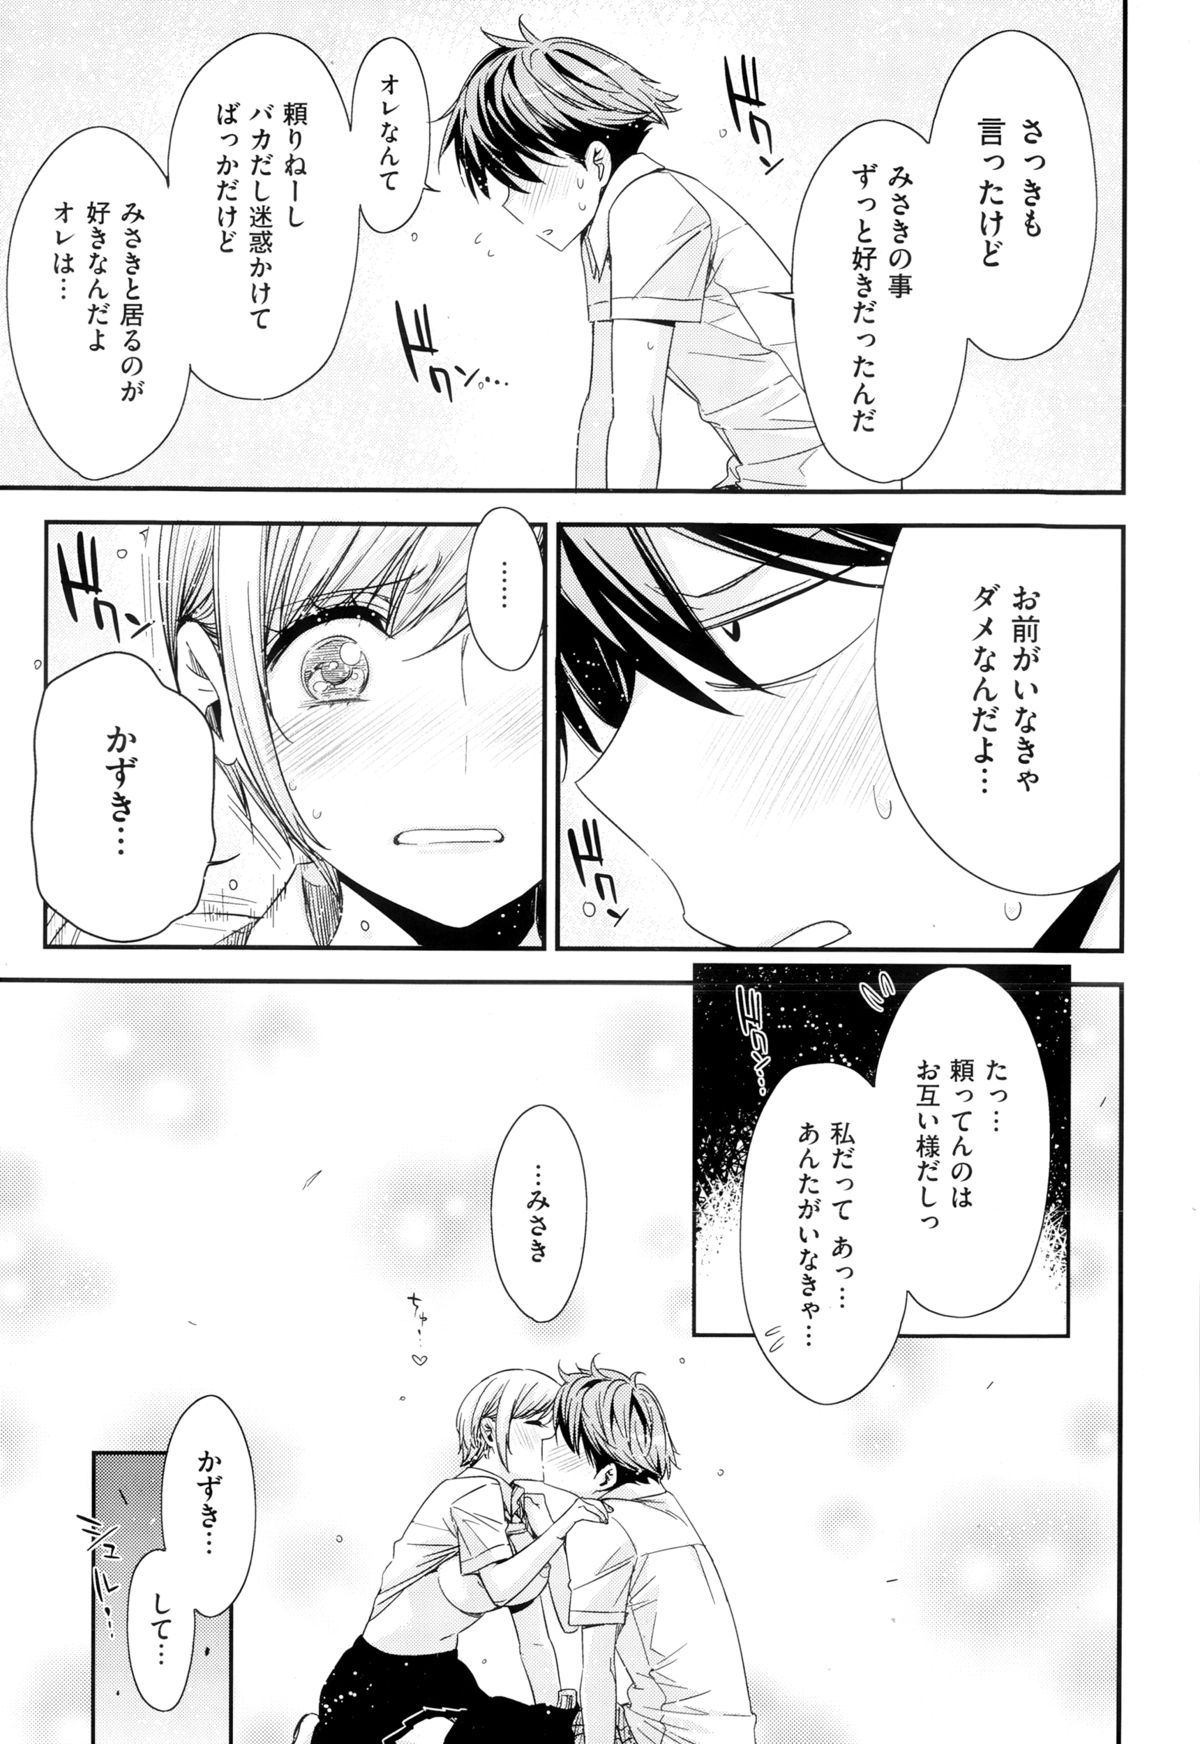 さっきも
言ったけど
みさきの事
ずっと好きだったんだ
ドクン
オレなんて
頼りねーし
バカだし迷惑かけて
ばっかだけど
みさきと居るのが
好きなんだよ
オレは…
ドクン…
お前がいなきゃ
ダメなんだよ…
ドクン
……
ドクン
かずき…
たっ…
頼ってんのは
お互い様だしっ
私だって あっ…
あんたがいなきゃ…
…みさき
ちゅ…♡
かずき…
して…
シュル…